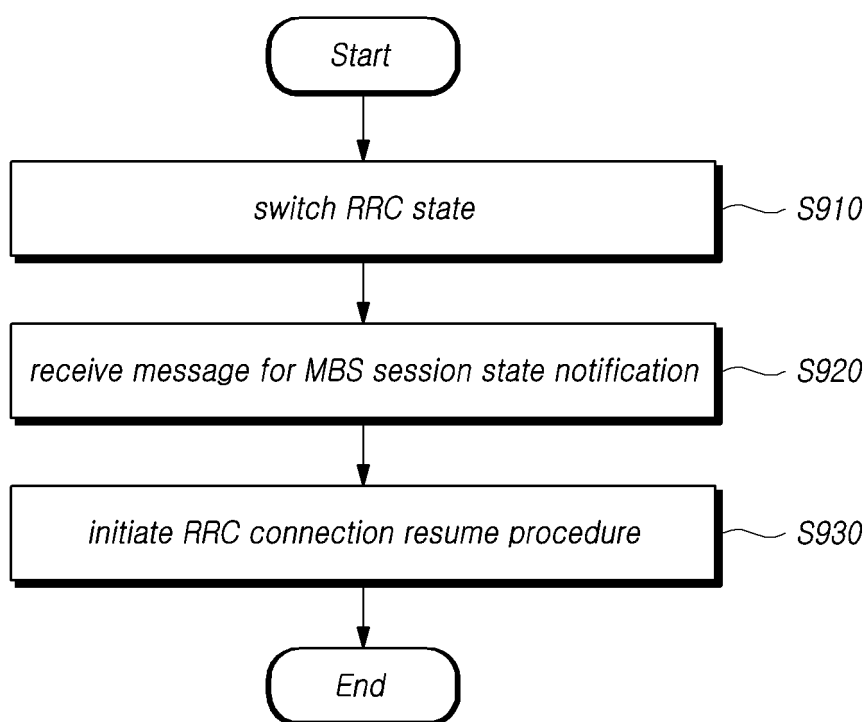 Start
switch RRC state
S910
receive message for MBS session state notification
S920
initiate RRC connection resume procedure
S930
End